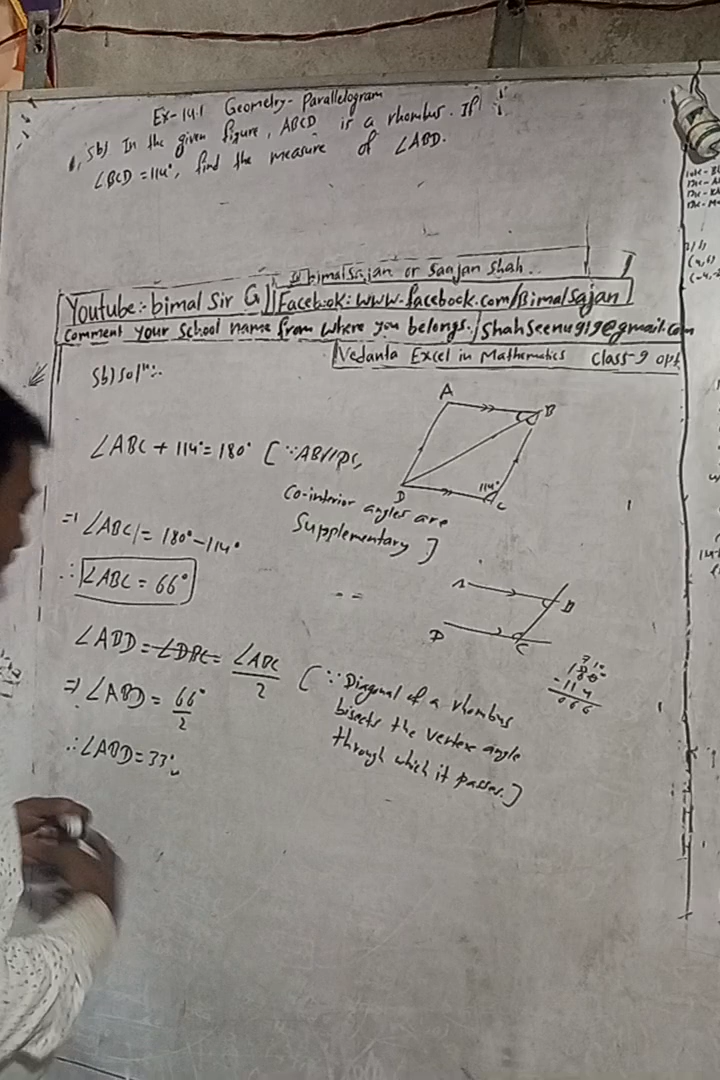 Ex-14.1 Geometry- Parallelogram
5b) In the given figure, ABCD is a rhombus. If
∠BCD = 114°, find the measure of ∠ABD.
bimalsajan or Saajan Shah..
Youtube:- bimal Sir G || Facebook: www.facebook.com/Bimalsajan
Comment your School name from where you belongs. | Shahseenu919@gmail.com
Vedanta Excel in Mathematics Class-9 opt
5b) solⁿ:-
A B
D C
114°
∠ABC + 114° = 180° [∵ AB//DC,
Co-interior angles are
Supplementary]
⇒ ∠ABC = 180° - 114°
∴ ∠ABC = 66°
A B
D C
∠ABD = ∠DBC = ∠ABC/2 [∵ Diagonal of a rhombus
bisects the vertex angle
through which it passes.]
⇒ ∠ABD = 66°/2
∴ ∠ABD = 33°
180
-114
066